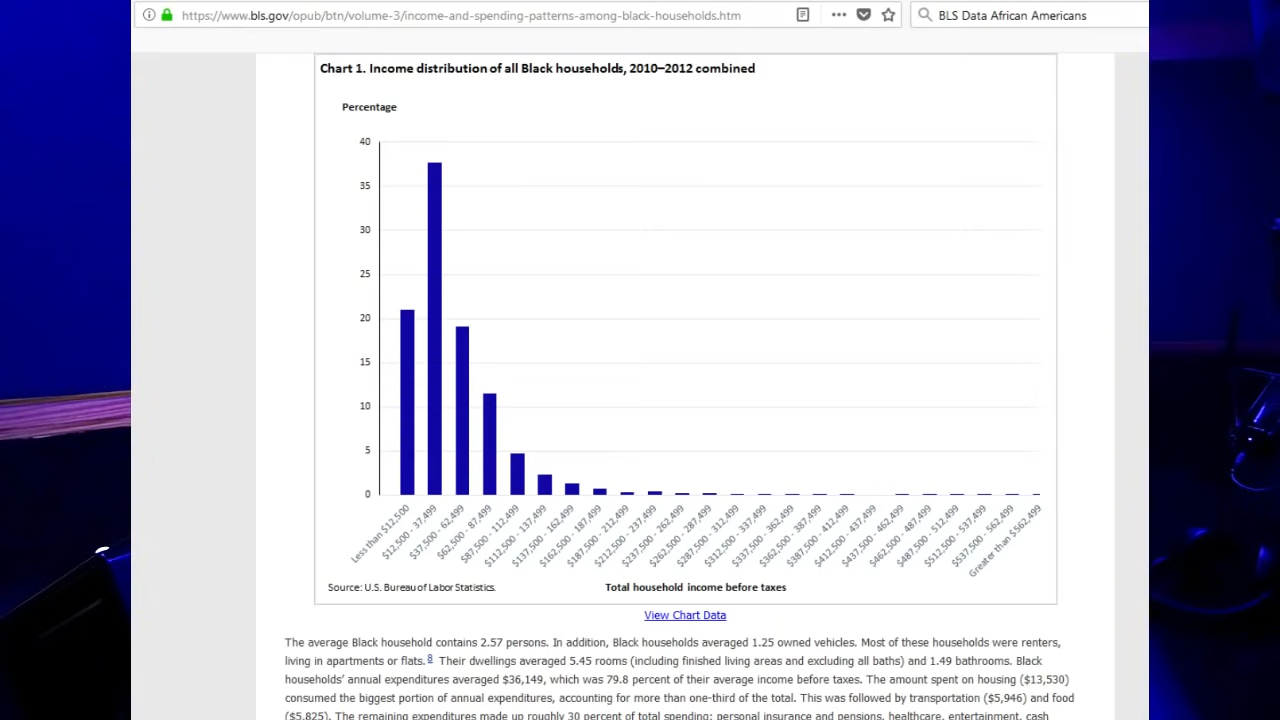 https://www.bls.gov/opub/btn/volume-3/income-and-spending-patterns-among-black-households.htm
BLS Data African Americans
Chart 1. Income distribution of all Black households, 2010–2012 combined
Percentage
40
35
30
25
20
15
10
5
0
Less than $12,500
$12,500 - 37,499
$37,500 - 62,499
$62,500 - 87,499
$87,500 - 112,499
$112,500 - 137,499
$137,500 - 162,499
$162,500 - 187,499
$187,500 - 212,499
$212,500 - 237,499
$237,500 - 262,499
$262,500 - 287,499
$287,500 - 312,499
$312,500 - 337,499
$337,500 - 362,499
$362,500 - 387,499
$387,500 - 412,499
$412,500 - 437,499
$437,500 - 462,499
$462,500 - 487,499
$487,500 - 512,499
$512,500 - 537,499
$537,500 - 562,499
Greater than $562,499
Source: U.S. Bureau of Labor Statistics.
Total household income before taxes
View Chart Data
The average Black household contains 2.57 persons. In addition, Black households averaged 1.25 owned vehicles. Most of these households were renters,
living in apartments or flats. 8 Their dwellings averaged 5.45 rooms (including finished living areas and excluding all baths) and 1.49 bathrooms. Black
households' annual expenditures averaged $36,149, which was 79.8 percent of their average income before taxes. The amount spent on housing ($13,530)
consumed the biggest portion of annual expenditures, accounting for more than one-third of the total. This was followed by transportation ($5,946) and food
($5,825). The remaining expenditures made up roughly 30 percent of total spending: personal insurance and pensions, healthcare, entertainment, cash